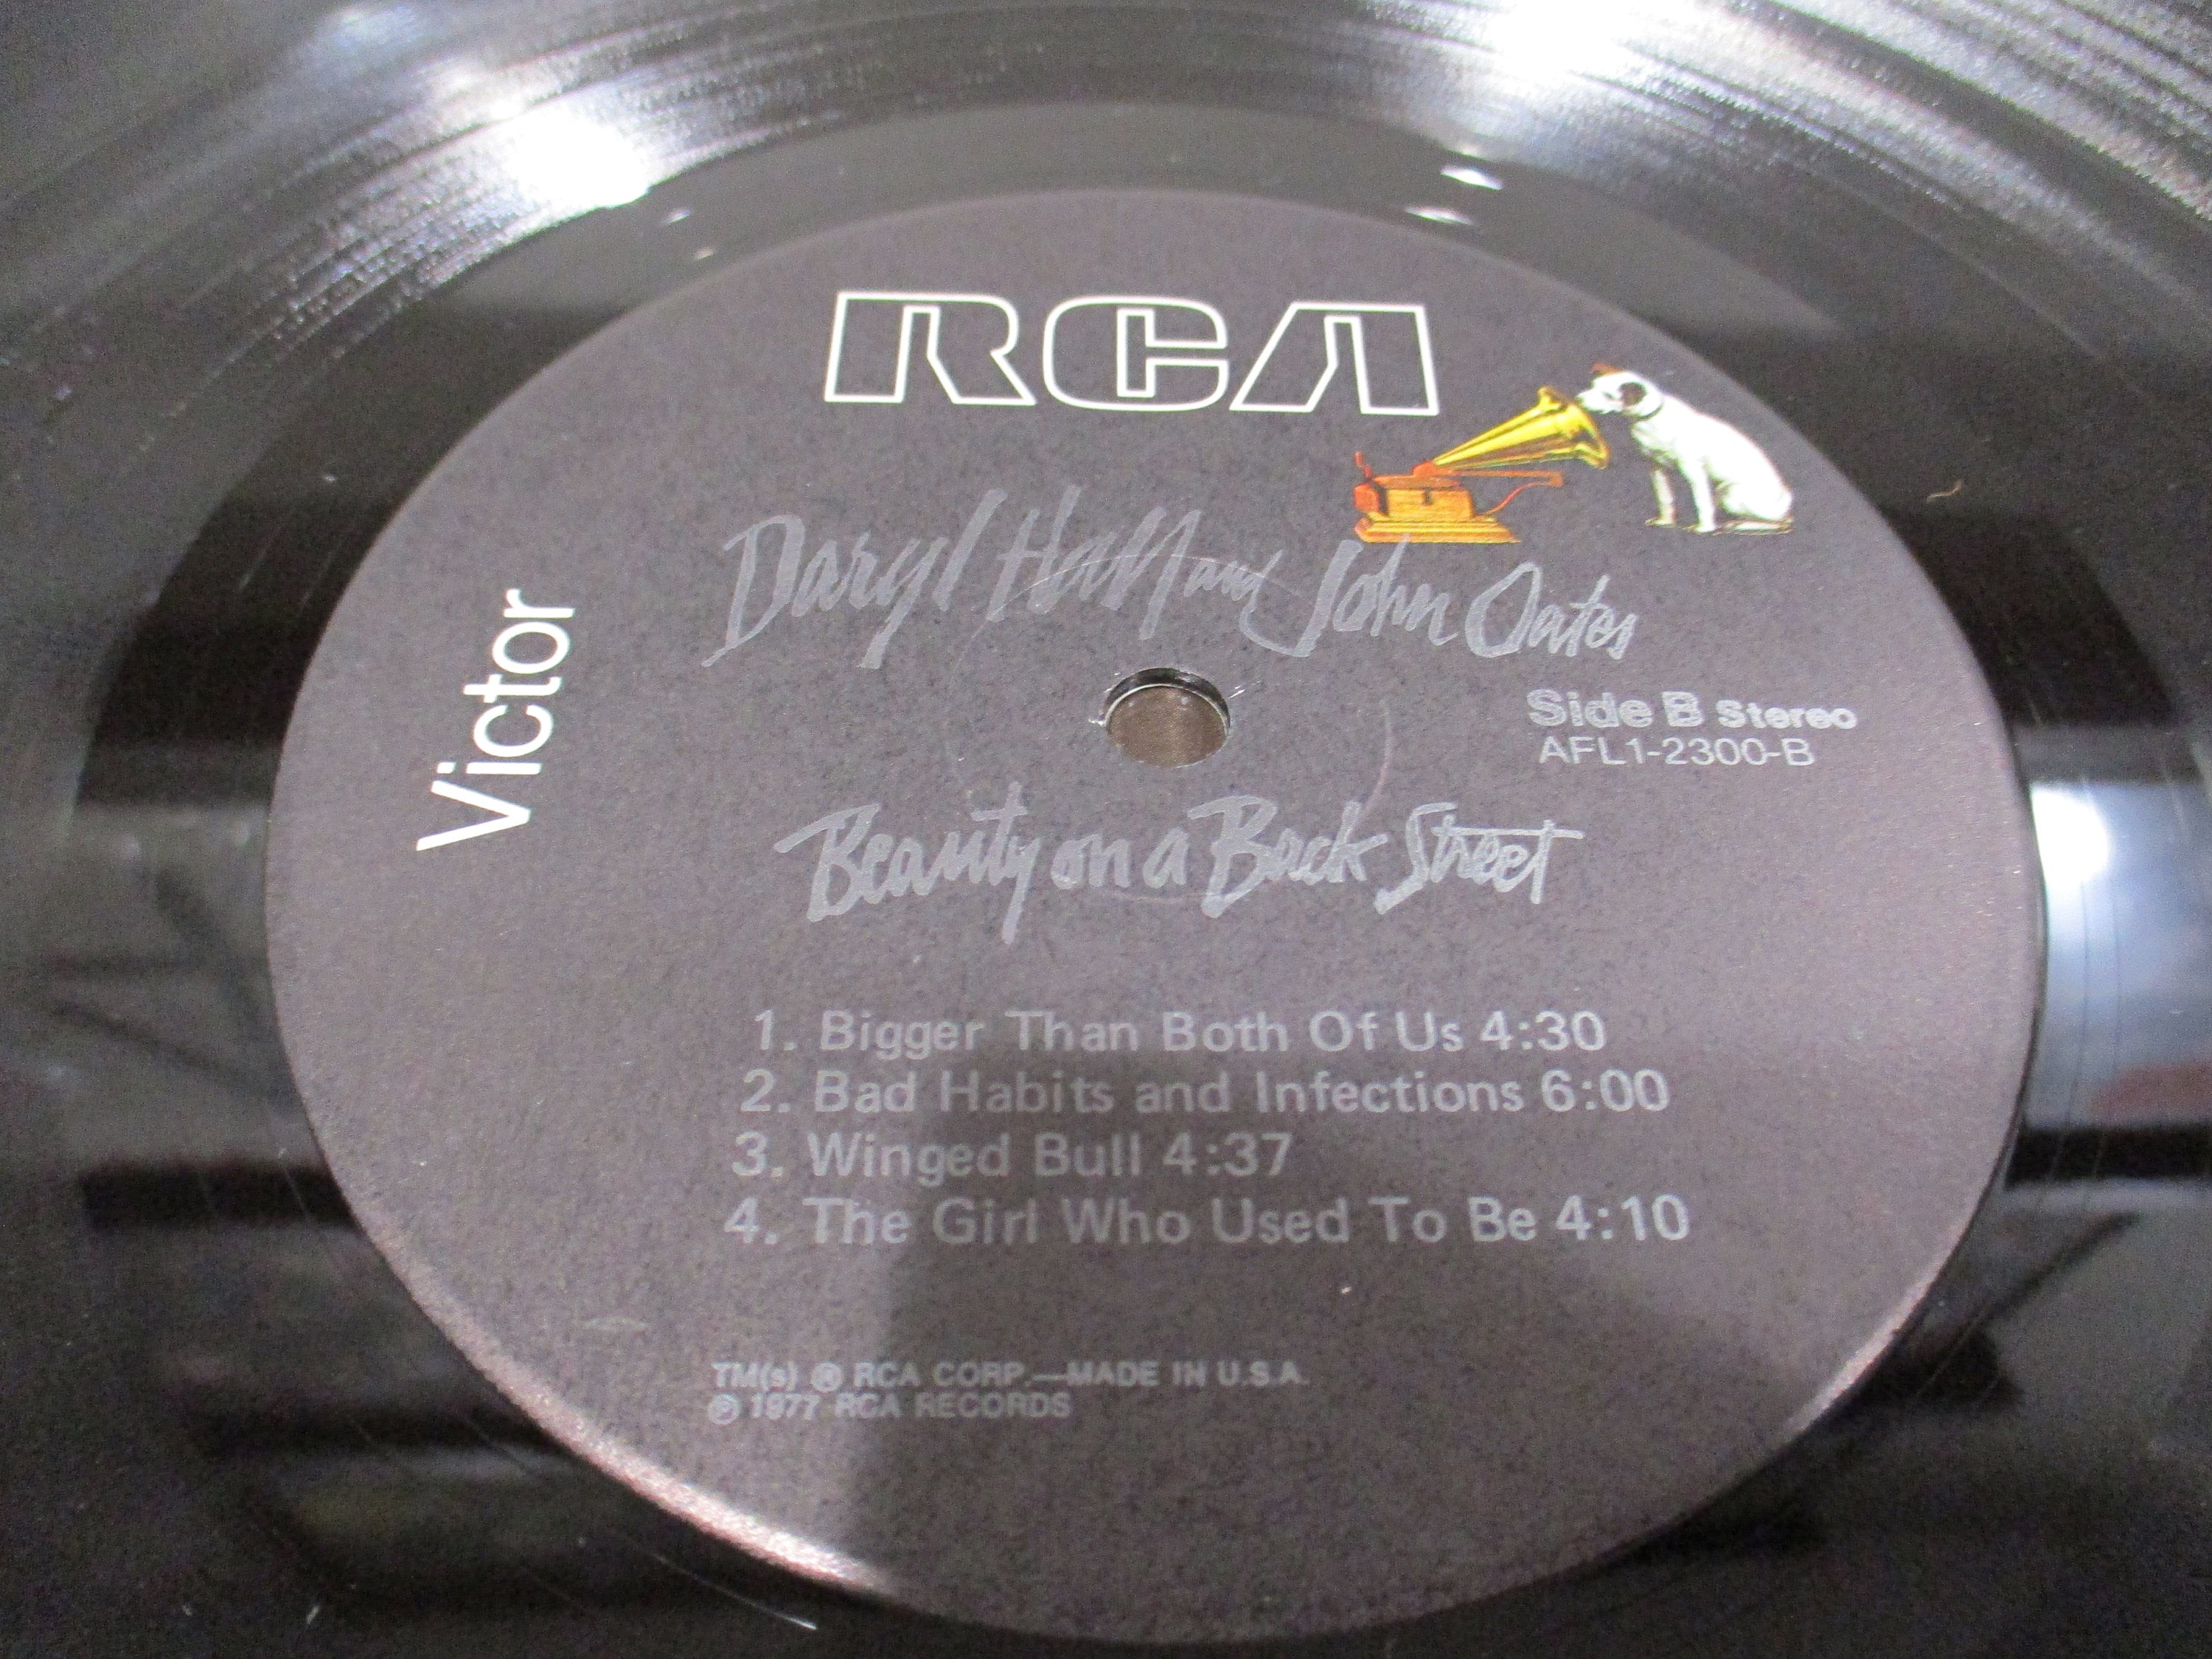 RCA
Daryl Hall and John Oates
Victor
Side B Stereo
AFL1-2300-B
Beauty on a Back Street
1. Bigger Than Both Of Us 4:30
2. Bad Habits and Infections 6:00
3. Winged Bull 4:37
4. The Girl Who Used To Be 4:10
TM(s) ® RCA CORP.—MADE IN U.S.A.
℗ 1977 RCA RECORDS